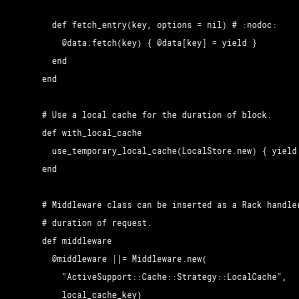 def fetch_entry(key, options = nil) # :nodoc:
@data.fetch(key) { @data[key] = yield }
end
end
# Use a local cache for the duration of block.
def with_local_cache
use_temporary_local_cache(LocalStore.new) { yield
end
# Middleware class can be inserted as a Rack handler
# duration of request.
def middleware
@middleware ||= Middleware.new(
"ActiveSupport::Cache::Strategy::LocalCache",
local_cache_key)